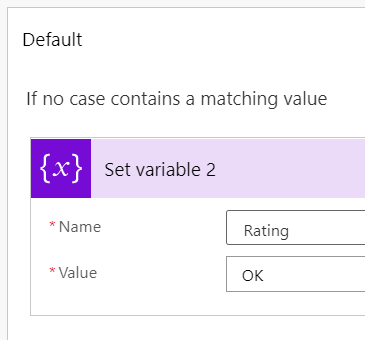 Default
If no case contains a matching value
{x} Set variable 2
* Name Rating
* Value OK